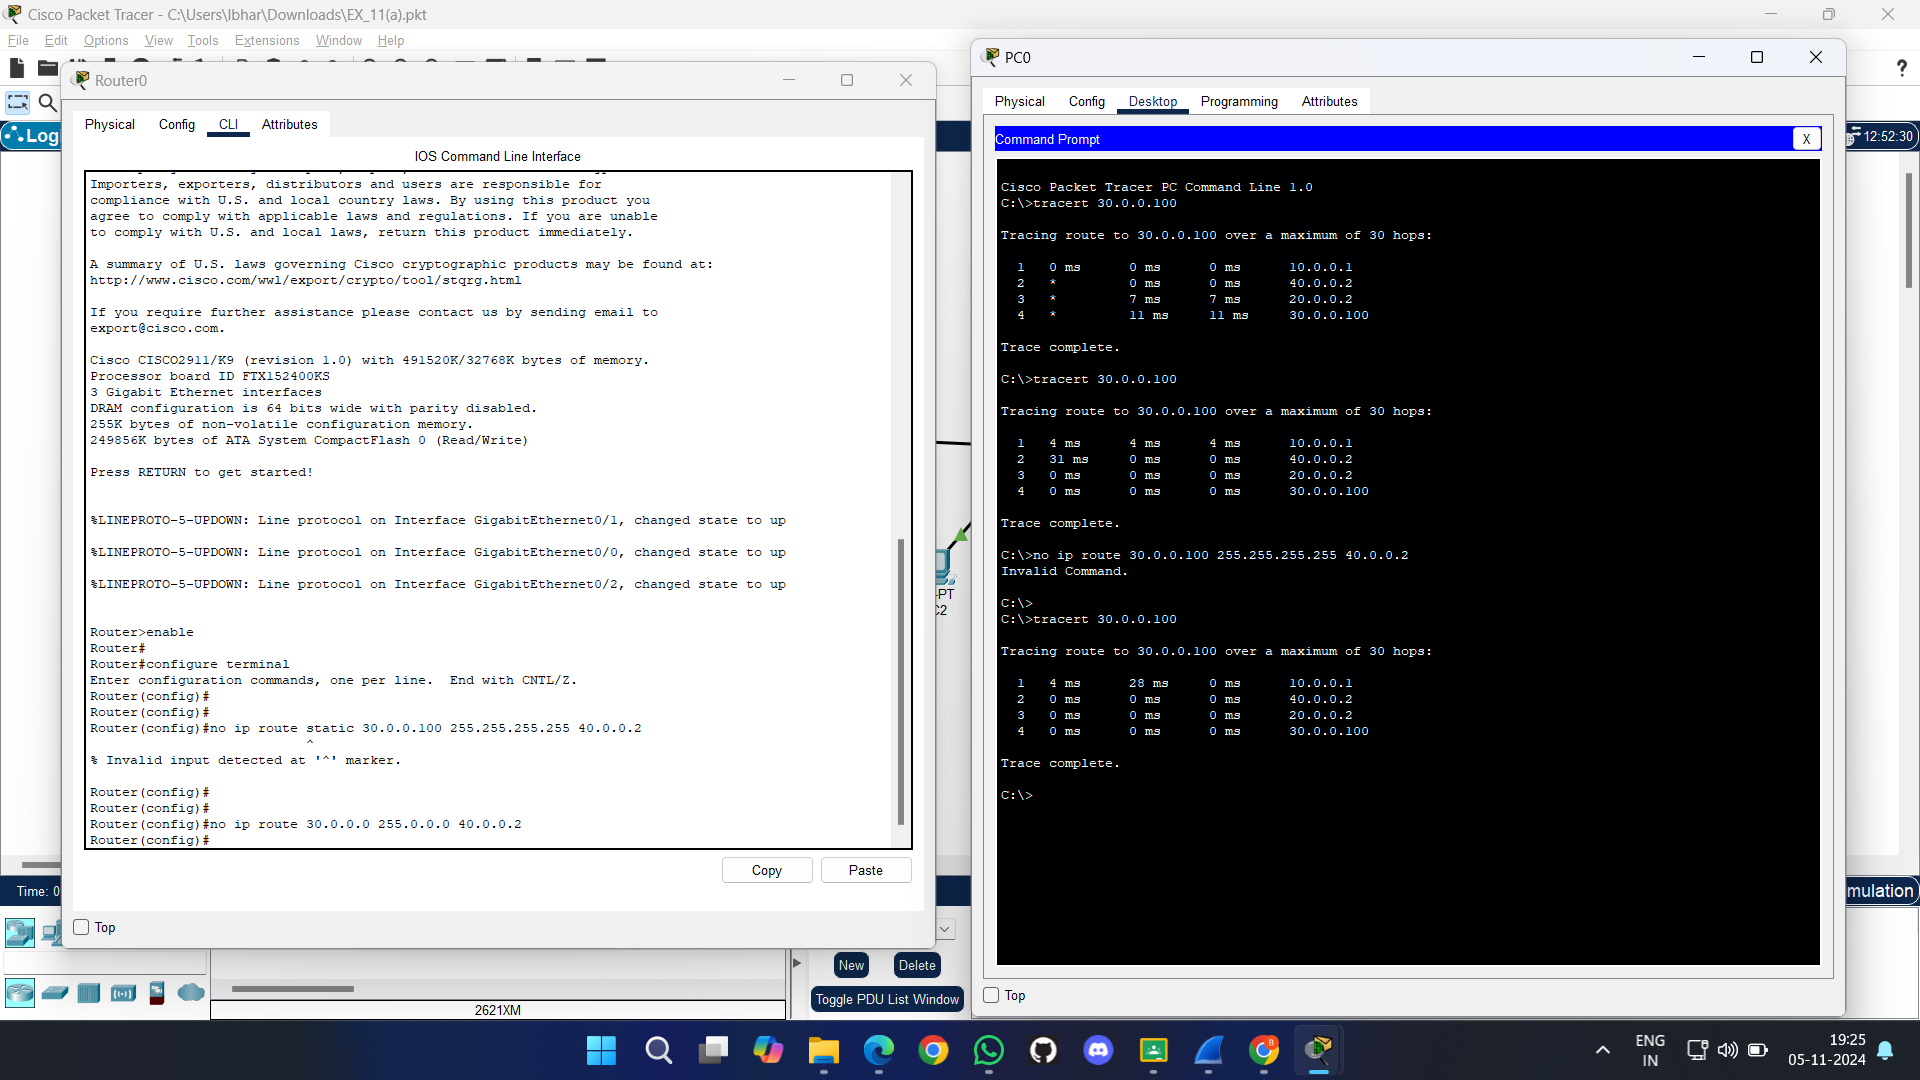 Cisco Packet Tracer - C:\Users\lbhar\Downloads\EX_11(a).pkt
File Edit Options View Tools Extensions Window Help
Router0
Physical Config CLI Attributes
IOS Command Line Interface
Importers, exporters, distributors and users are responsible for
compliance with U.S. and local country laws. By using this product you
agree to comply with applicable laws and regulations. If you are unable
to comply with U.S. and local laws, return this product immediately.
A summary of U.S. laws governing Cisco cryptographic products may be found at:
http://www.cisco.com/wwl/export/crypto/tool/stqrg.html
If you require further assistance please contact us by sending email to
export@cisco.com.
Cisco CISCO2911/K9 (revision 1.0) with 491520K/32768K bytes of memory.
Processor board ID FTX152400KS
3 Gigabit Ethernet interfaces
DRAM configuration is 64 bits wide with parity disabled.
255K bytes of non-volatile configuration memory.
249856K bytes of ATA System CompactFlash 0 (Read/Write)
Press RETURN to get started!
%LINEPROTO-5-UPDOWN: Line protocol on Interface GigabitEthernet0/1, changed state to up
%LINEPROTO-5-UPDOWN: Line protocol on Interface GigabitEthernet0/0, changed state to up
%LINEPROTO-5-UPDOWN: Line protocol on Interface GigabitEthernet0/2, changed state to up
Router>enable
Router#
Router#configure terminal
Enter configuration commands, one per line.  End with CNTL/Z.
Router(config)#
Router(config)#
Router(config)#no ip route static 30.0.0.100 255.255.255.255 40.0.0.2
^
% Invalid input detected at '^' marker.
Router(config)#
Router(config)#
Router(config)#no ip route 30.0.0.0 255.0.0.0 40.0.0.2
Router(config)#
Copy Paste
Top
PC0
Physical Config Desktop Programming Attributes
Command Prompt X
Cisco Packet Tracer PC Command Line 1.0
C:\>tracert 30.0.0.100
Tracing route to 30.0.0.100 over a maximum of 30 hops:
1 0 ms 0 ms 0 ms 10.0.0.1
2 * 0 ms 0 ms 40.0.0.2
3 * 7 ms 7 ms 20.0.0.2
4 * 11 ms 11 ms 30.0.0.100
Trace complete.
C:\>tracert 30.0.0.100
Tracing route to 30.0.0.100 over a maximum of 30 hops:
1 4 ms 4 ms 4 ms 10.0.0.1
2 31 ms 0 ms 0 ms 40.0.0.2
3 0 ms 0 ms 0 ms 20.0.0.2
4 0 ms 0 ms 0 ms 30.0.0.100
Trace complete.
C:\>no ip route 30.0.0.100 255.255.255.255 40.0.0.2
Invalid Command.
C:\>
C:\>tracert 30.0.0.100
Tracing route to 30.0.0.100 over a maximum of 30 hops:
1 4 ms 28 ms 0 ms 10.0.0.1
2 0 ms 0 ms 0 ms 40.0.0.2
3 0 ms 0 ms 0 ms 20.0.0.2
4 0 ms 0 ms 0 ms 30.0.0.100
Trace complete.
C:\>
Top
?
Logi
12:52:30
-PT
C2
Time: 0
mulation
New Delete
Toggle PDU List Window
2621XM
ENG
IN
19:25
05-11-2024